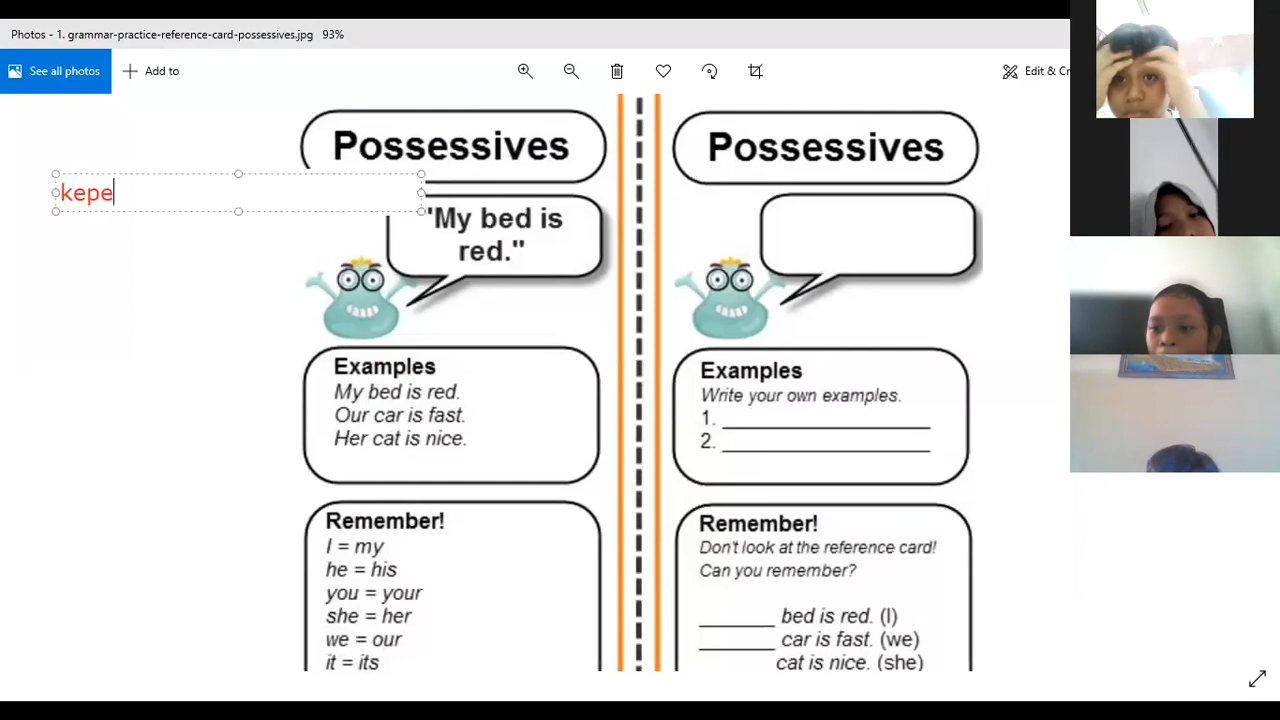 Photos - 1. grammar-practice-reference-card-possessives.jpg 93%
See all photos
Add to
Edit & Cr
kepe
Possessives
"My bed is
red."
Examples
My bed is red.
Our car is fast.
Her cat is nice.
Remember!
I = my
he = his
you = your
she = her
we = our
it = its
Possessives
Examples
Write your own examples.
1. ____________________
2. ____________________
Remember!
Don't look at the reference card!
Can you remember?
_______ bed is red. (I)
_______ car is fast. (we)
cat is nice. (she)